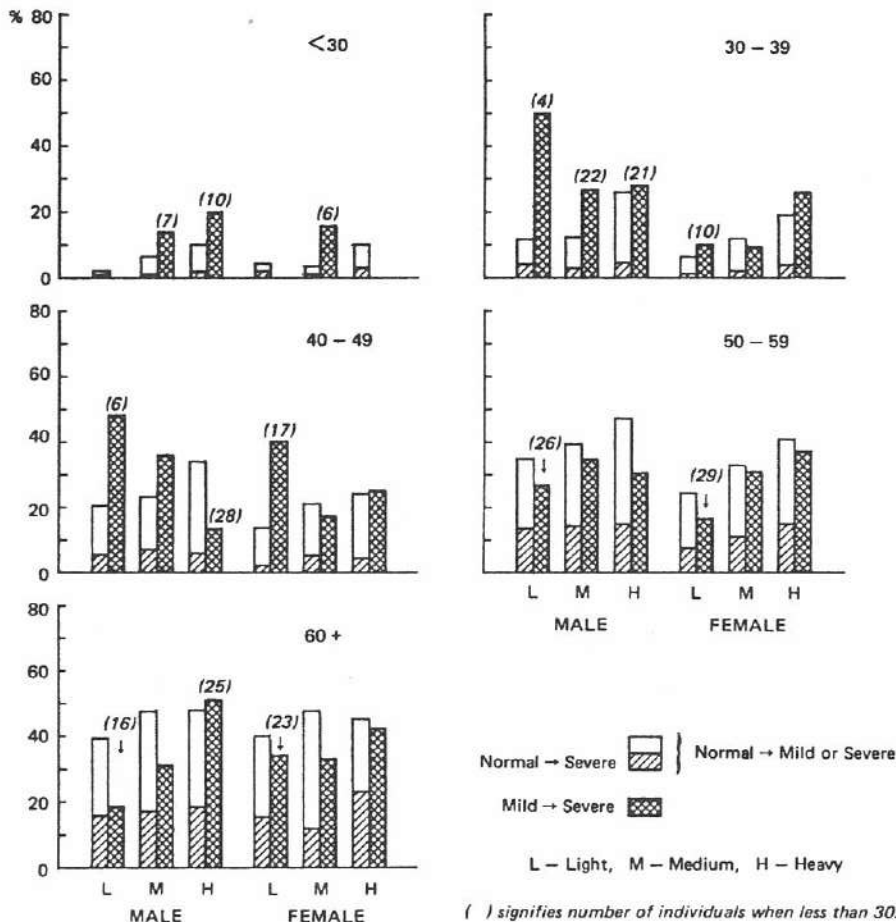 % 80
60
40
20
0
<30
(7)
(10)
(6)
30 – 39
(4)
(22)
(21)
(10)
80
60
40
20
0
40 – 49
(6)
(28)
(17)
50 – 59
(26)
(29)
L M H L M H
MALE FEMALE
80
60
40
20
0
60 +
(16)
(25)
(23)
L M H L M H
MALE FEMALE
Normal → Severe
Normal → Mild or Severe
Mild → Severe
L – Light, M – Medium, H – Heavy
( ) signifies number of individuals when less than 30